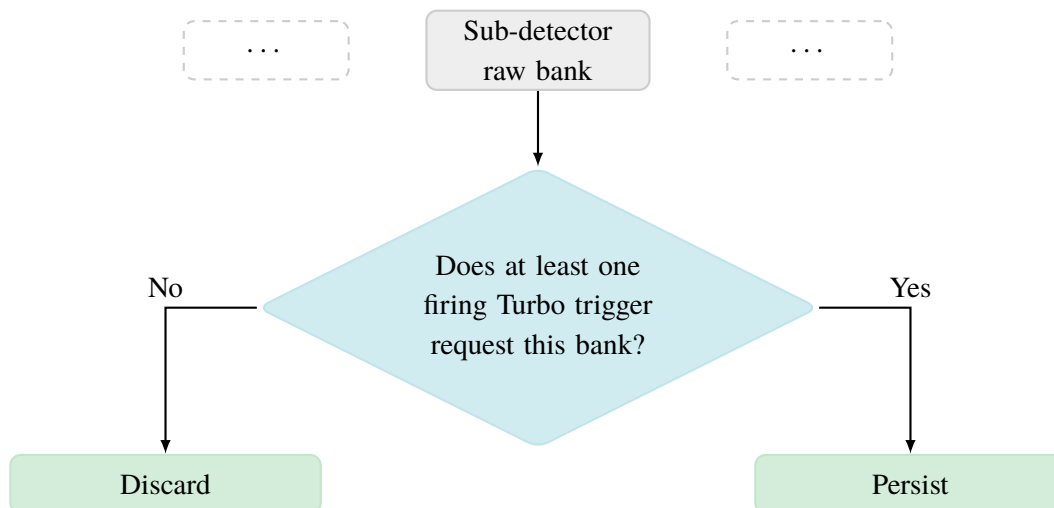 ...
Sub-detector
raw bank
...
Does at least one
firing Turbo trigger
request this bank?
No
Yes
Discard
Persist